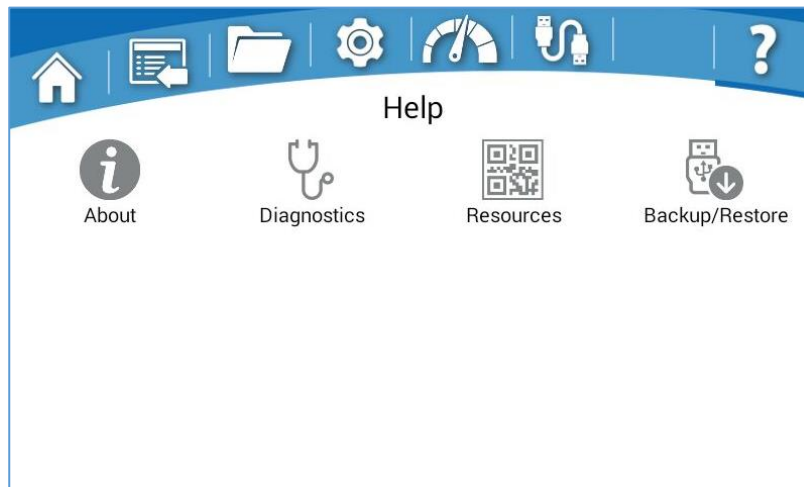 Help
About
Diagnostics
Resources
Backup/Restore